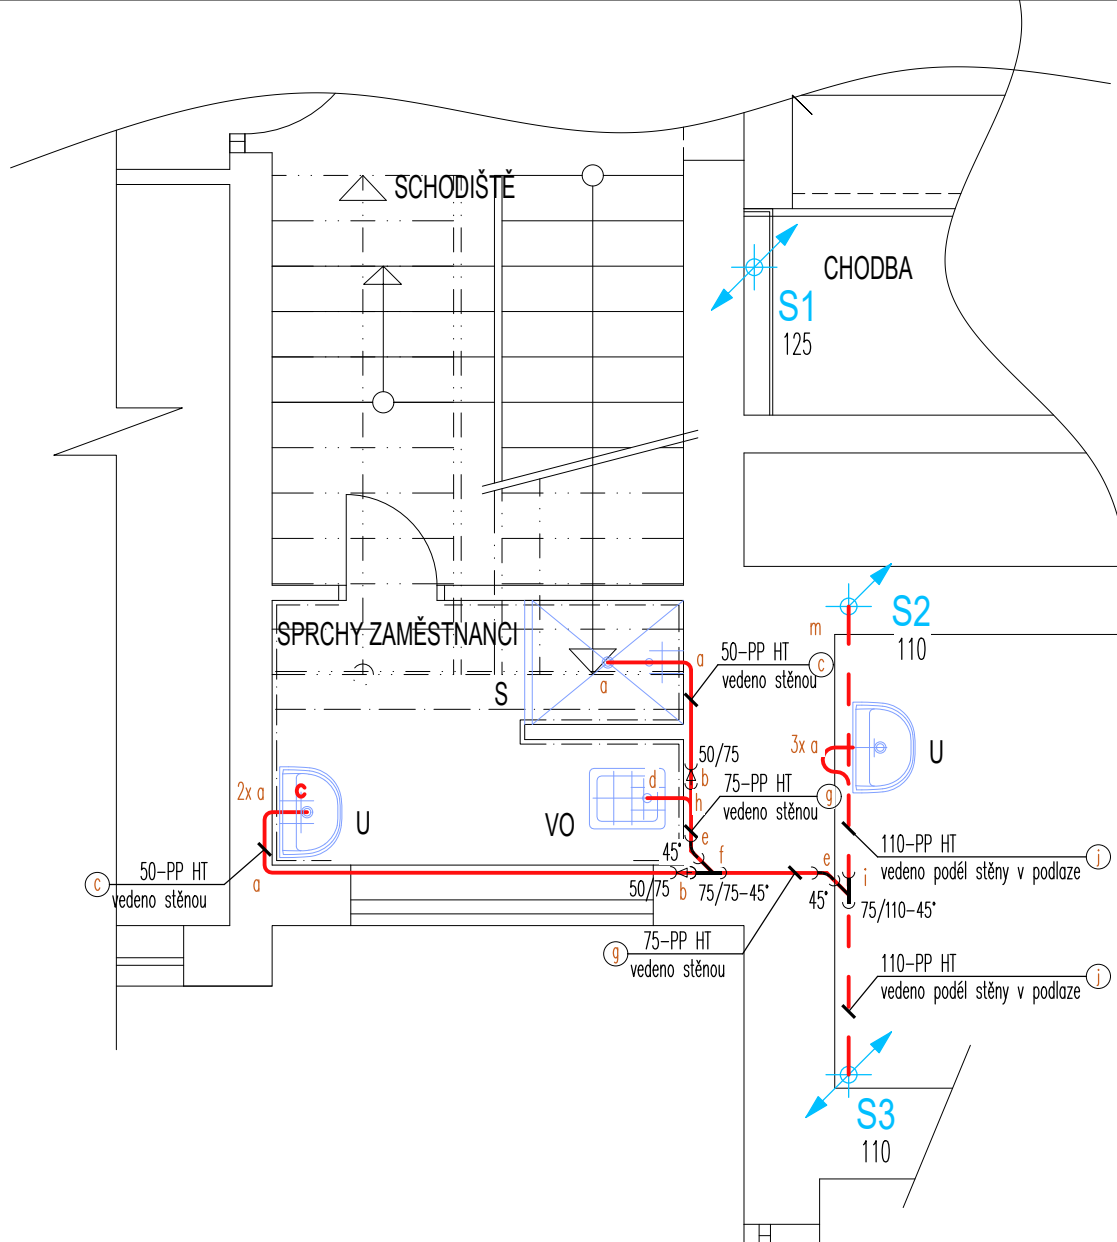 SCHODIŠTĚ
CHODBA
S1
125
S2
110
m
SPRCHY ZAMĚSTNANCI
S
a
a
50-PP HT
vedeno stěnou
c
3x a
U
50/75
b
75-PP HT
vedeno stěnou
g
d
h
VO
2x a
c
U
e
45°
f
110-PP HT
vedeno podél stěny v podlaze
j
50-PP HT
vedeno stěnou
c
a
50/75
b
75/75-45°
e
45°
i
75/110-45°
75-PP HT
vedeno stěnou
g
110-PP HT
vedeno podél stěny v podlaze
j
S3
110